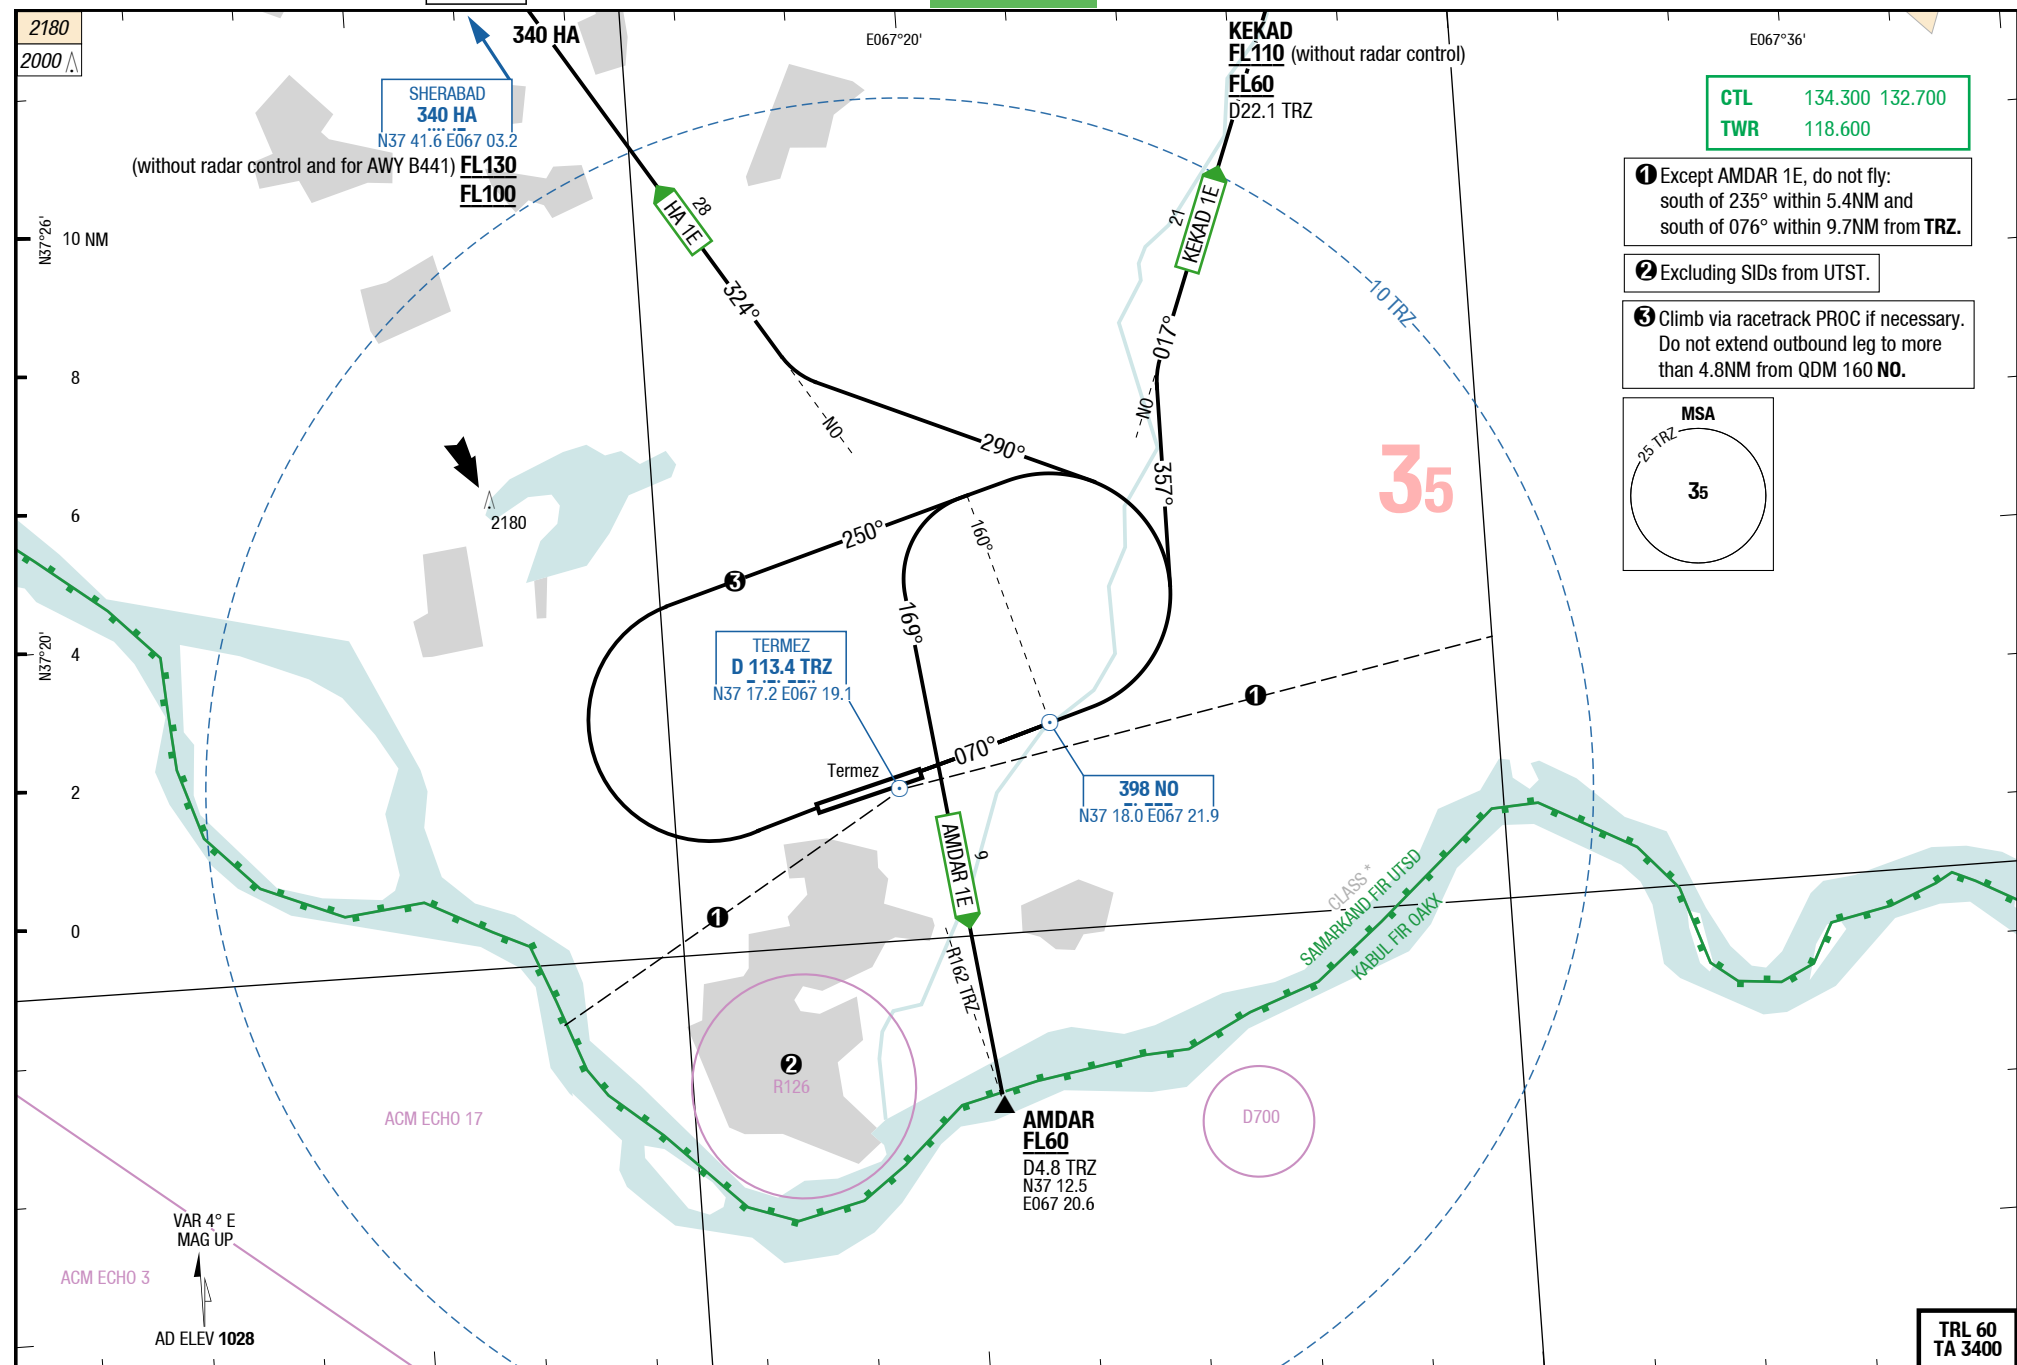 2180
2000
340 HA
E067°20'
KEKAD
FL110 (without radar control)
FL60
D22.1 TRZ
E067°36'
SHERABAD
340 HA
N37 41.6 E067 03.2
(without radar control and for AWY B441) FL130
FL100
CTL 134.300 132.700
TWR 118.600
❶ Except AMDAR 1E, do not fly:
south of 235° within 5.4NM and
south of 076° within 9.7NM from TRZ.
❷ Excluding SIDs from UTST.
❸ Climb via racetrack PROC if necessary.
Do not extend outbound leg to more
than 4.8NM from QDM 160 NO.
MSA
25 TRZ
35
35
N37°26'
10 NM
8
6
N37°20'
4
2
0
28
HA 1E
324°
21
KEKAD 1E
017°
10 TRZ
NO
NO
290°
357°
2180
250°
160°
❸
169°
TERMEZ
D 113.4 TRZ
N37 17.2 E067 19.1
❶
070°
Termez
398 NO
N37 18.0 E067 21.9
9
AMDAR 1E
CLASS *
SAMARKAND FIR UTSD
KABUL FIR OAKX
❶
R162 TRZ
❷
R126
ACM ECHO 17
D700
AMDAR
FL60
D4.8 TRZ
N37 12.5
E067 20.6
VAR 4° E
MAG UP
ACM ECHO 3
AD ELEV 1028
TRL 60
TA 3400